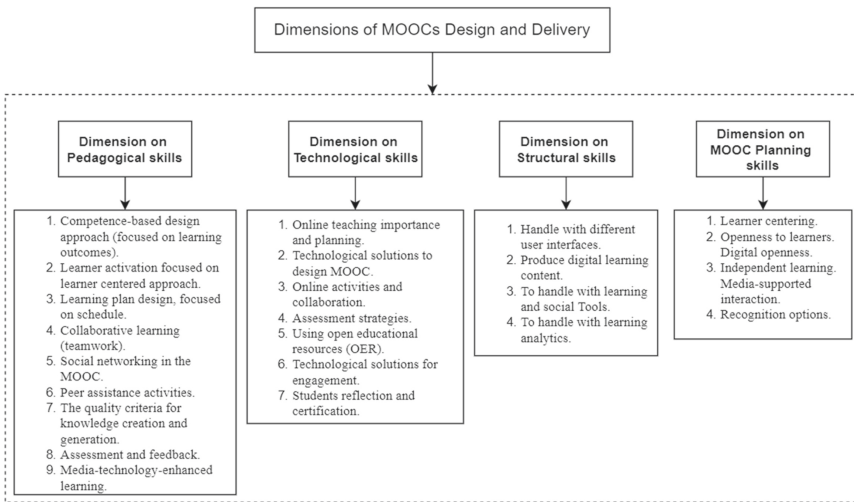 Dimensions of MOOCs Design and Delivery
Dimension on
Pedagogical skills
1. Competence-based design
approach (focused on learning
outcomes).
2. Learner activation focused on
learner centered approach.
3. Learning plan design, focused
on schedule.
4. Collaborative learning
(teamwork).
5. Social networking in the
MOOC.
6. Peer assistance activities.
7. The quality criteria for
knowledge creation and
generation.
8. Assessment and feedback.
9. Media-technology-enhanced
learning.
Dimension on
Technological skills
1. Online teaching importance
and planning.
2. Technological solutions to
design MOOC.
3. Online activities and
collaboration.
4. Assessment strategies.
5. Using open educational
resources (OER).
6. Technological solutions for
engagement.
7. Students reflection and
certification.
Dimension on
Structural skills
1. Handle with different
user interfaces.
2. Produce digital learning
content.
3. To handle with learning
and social Tools.
4. To handle with learning
analytics.
Dimension on
MOOC Planning
skills
1. Learner centering.
2. Openness to learners.
Digital openness.
3. Independent learning.
Media-supported
interaction.
4. Recognition options.